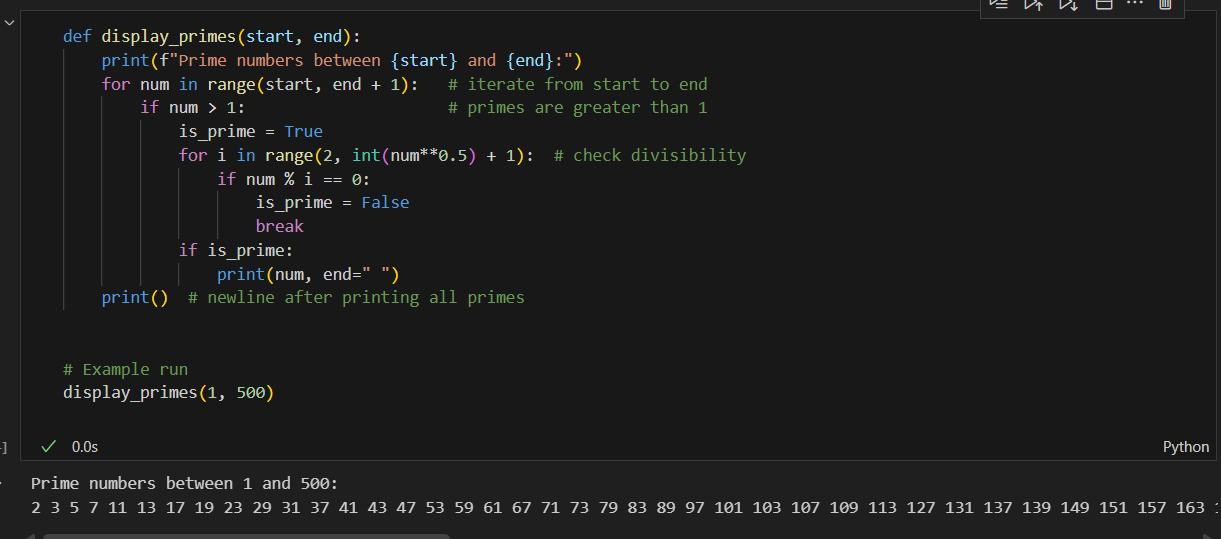 def display_primes(start, end):
    print(f"Prime numbers between {start} and {end}:")
    for num in range(start, end + 1):   # iterate from start to end
        if num > 1:                     # primes are greater than 1
            is_prime = True
            for i in range(2, int(num**0.5) + 1):  # check divisibility
                if num % i == 0:
                    is_prime = False
                    break
            if is_prime:
                print(num, end=" ")
    print()  # newline after printing all primes
# Example run
display_primes(1, 500)
0.0s
Python
Prime numbers between 1 and 500:
2 3 5 7 11 13 17 19 23 29 31 37 41 43 47 53 59 61 67 71 73 79 83 89 97 101 103 107 109 113 127 131 137 139 149 151 157 163